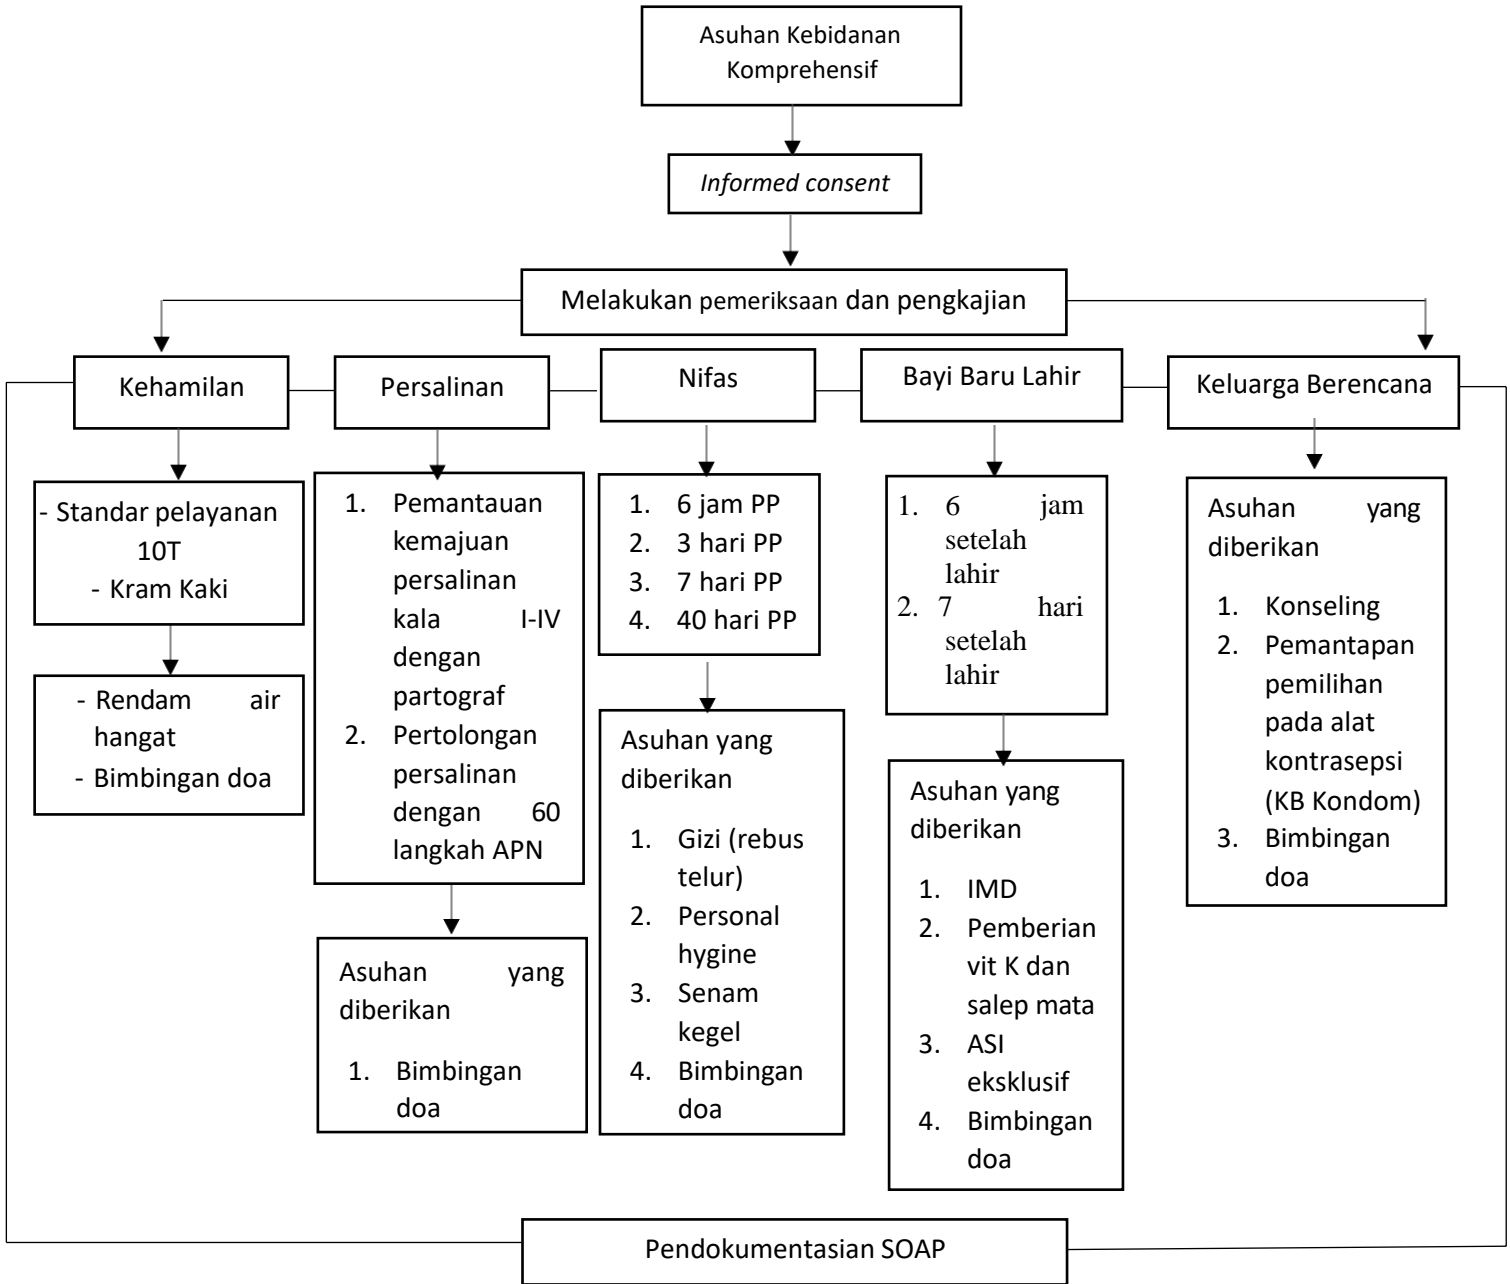 Asuhan Kebidanan
Komprehensif
Informed consent
Melakukan pemeriksaan dan pengkajian
Kehamilan
Persalinan
Nifas
Bayi Baru Lahir
Keluarga Berencana
- Standar pelayanan
10T
- Kram Kaki
- Rendam air
hangat
- Bimbingan doa
1. Pemantauan
kemajuan
persalinan
kala I-IV
dengan
partograf
2. Pertolongan
persalinan
dengan 60
langkah APN
Asuhan yang
diberikan
1. Bimbingan
doa
1. 6 jam PP
2. 3 hari PP
3. 7 hari PP
4. 40 hari PP
Asuhan yang
diberikan
1. Gizi (rebus
telur)
2. Personal
hygine
3. Senam
kegel
4. Bimbingan
doa
1. 6 jam
setelah
lahir
2. 7 hari
setelah
lahir
Asuhan yang
diberikan
1. IMD
2. Pemberian
vit K dan
salep mata
3. ASI
eksklusif
4. Bimbingan
doa
Asuhan yang
diberikan
1. Konseling
2. Pemantapan
pemilihan
pada alat
kontrasepsi
(KB Kondom)
3. Bimbingan
doa
Pendokumentasian SOAP